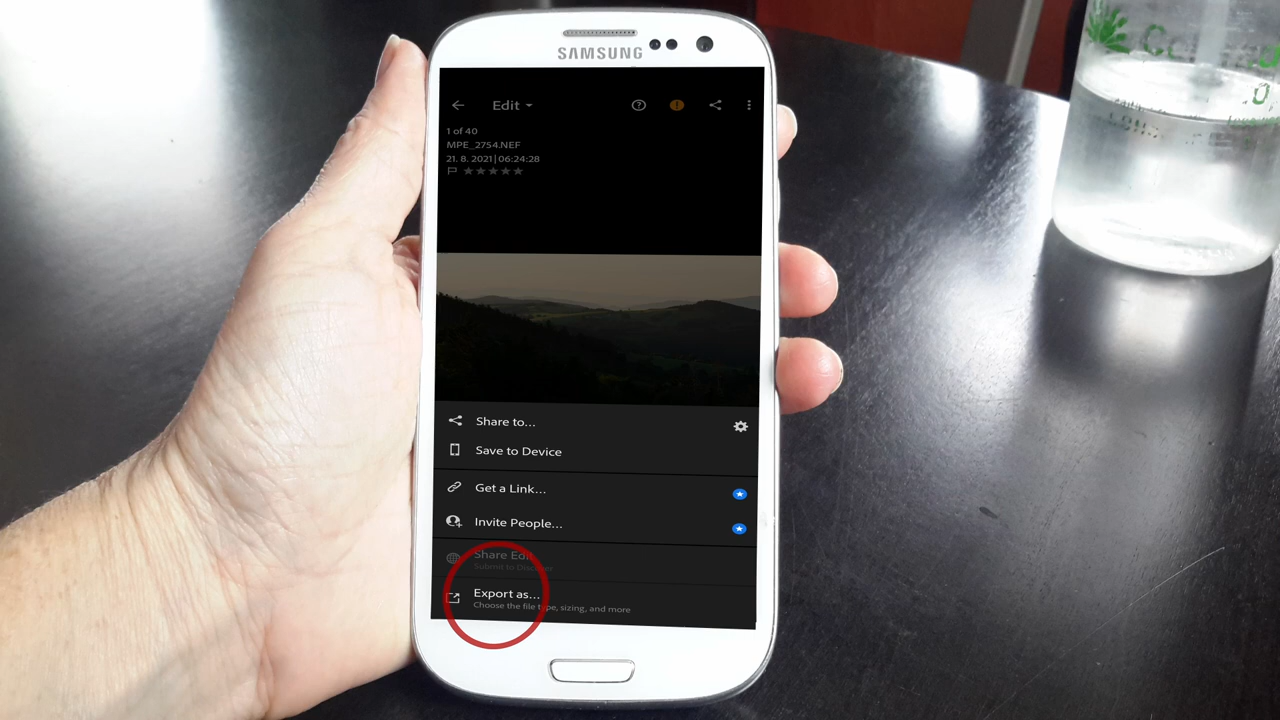 SAMSUNG
Edit
1 of 40
MPE_2754.NEF
21. 8. 2021|06:24:28
Share to...
Save to Device
Get a Link...
Invite People...
Share Edit
Submit to Discover
Export as...
Choose the file type, sizing, and more